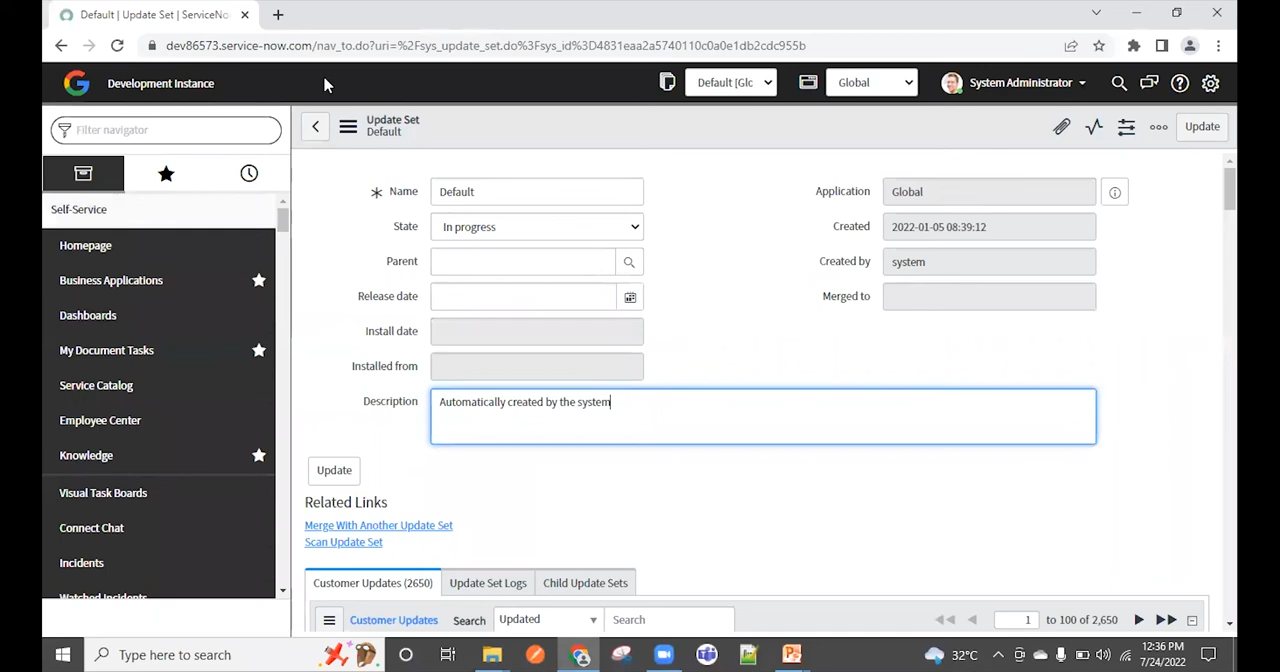 Default | Update Set | ServiceNo
dev86573.service-now.com/nav_to.do?uri=%2Fsys_update_set.do%3Fsys_id%3D4831eaa2a5740110c0a0e1db2cdc955b
Development Instance
Default [Glc
Global
System Administrator
Filter navigator
Update Set
Default
Update
Self-Service
Homepage
Business Applications
Dashboards
My Document Tasks
Service Catalog
Employee Center
Knowledge
Visual Task Boards
Connect Chat
Incidents
Watched Incidents
Name
Default
State
In progress
Parent
Release date
Install date
Installed from
Description
Automatically created by the system
Application
Global
Created
2022-01-05 08:39:12
Created by
system
Merged to
Update
Related Links
Merge With Another Update Set
Scan Update Set
Customer Updates (2650)
Update Set Logs
Child Update Sets
Customer Updates
Search
Updated
Search
1
to 100 of 2,650
Type here to search
32°C
12:36 PM
7/24/2022